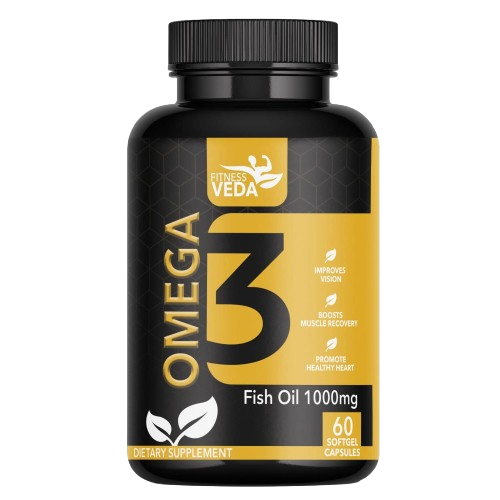 FITNESS
VEDA
OMEGA
3
IMPROVES
VISION
BOOSTS
MUSCLE RECOVERY
PROMOTE
HEALTHY HEART
Fish Oil 1000mg
60
SOFTGEL
CAPSULES
DIETARY SUPPLEMENT